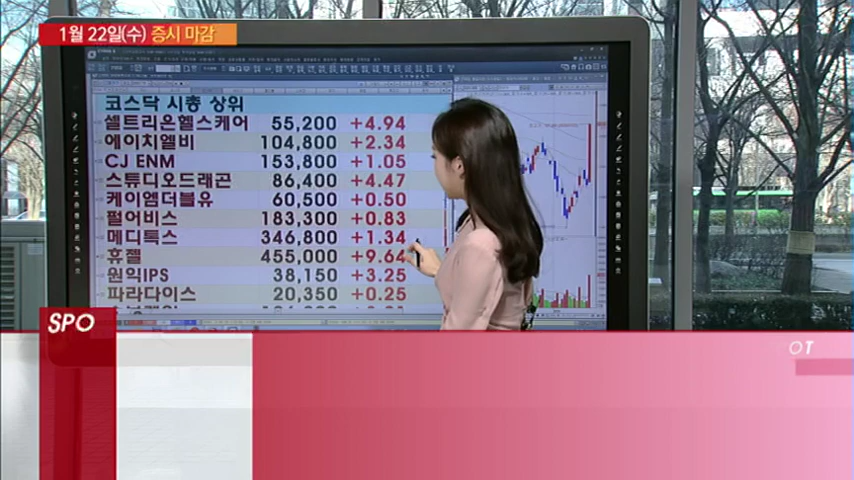 1월 22일(수) 증시 마감
코스닥 시총 상위
셀트리온헬스케어 55,200 +4.94
에이치엘비 104,800 +2.34
CJ ENM 153,800 +1.05
스튜디오드래곤 86,400 +4.47
케이엠더블유 60,500 +0.50
펄어비스 183,300 +0.83
메디톡스 346,800 +1.34
휴젤 455,000 +9.64
원익IPS 38,150 +3.25
파라다이스 20,350 +0.25
SPO
OT